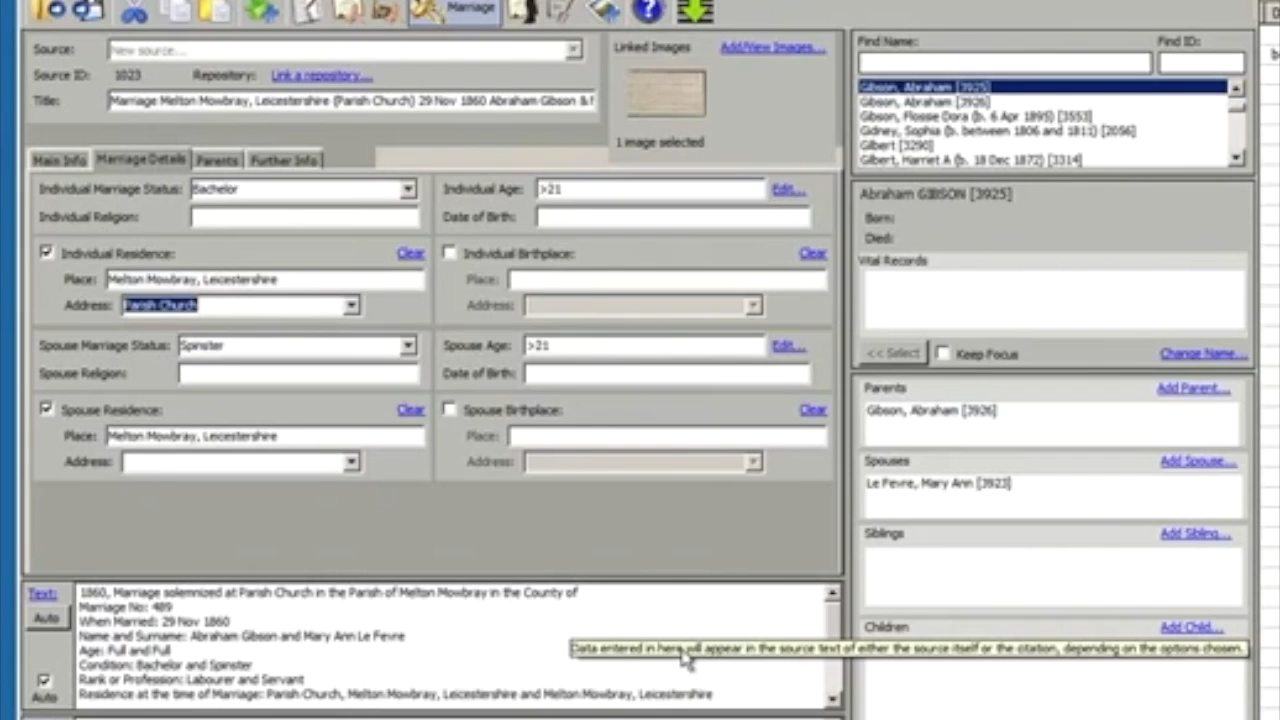 Marriage
Source: New source...
Source ID: 1023 Repository: Link a repository...
Title: Marriage Melton Mowbray, Leicestershire (Parish Church) 29 Nov 1860 Abraham Gibson &
Linked Images Add/View Images...
1 image selected
Main Info Marriage Details Parents Further Info
Individual Marriage Status: Bachelor
Individual Age: >21 Edit...
Individual Religion:
Date of Birth:
Individual Residence: Clear
Individual Birthplace: Clear
Place: Melton Mowbray, Leicestershire
Place:
Address: Parish Church
Address:
Spouse Marriage Status: Spinster
Spouse Age: >21 Edit...
Spouse Religion:
Date of Birth:
Spouse Residence: Clear
Spouse Birthplace: Clear
Place: Melton Mowbray, Leicestershire
Place:
Address:
Address:
Text:
Auto
Auto
1860, Marriage solemnized at Parish Church in the Parish of Melton Mowbray in the County of
Marriage No: 489
When Married: 29 Nov 1860
Name and Surname: Abraham Gibson and Mary Ann Le Fevre
Age: Full and Full
Condition: Bachelor and Spinster
Rank or Profession: Labourer and Servant
Residence at the time of Marriage: Parish Church, Melton Mowbray, Leicestershire and Melton Mowbray, Leicestershire
Data entered in here will appear in the source text of either the source itself or the citation, depending on the options chosen.
Find Name: Find ID:
Gibson, Abraham [3925]
Gibson, Abraham [3926]
Gibson, Flossie Dora (b. 6 Apr 1895) [3553]
Gidney, Sophia (b. between 1806 and 1811) [2056]
Gilbert [3290]
Gilbert, Harriet A (b. 18 Dec 1872) [3314]
Abraham GIBSON [3925]
Born:
Died:
Vital Records
<< Select Keep Focus Change Name...
Parents Add Parent...
Gibson, Abraham [3926]
Spouses Add Spouse...
Le Fevre, Mary Ann [3923]
Siblings Add Sibling...
Children Add Child...